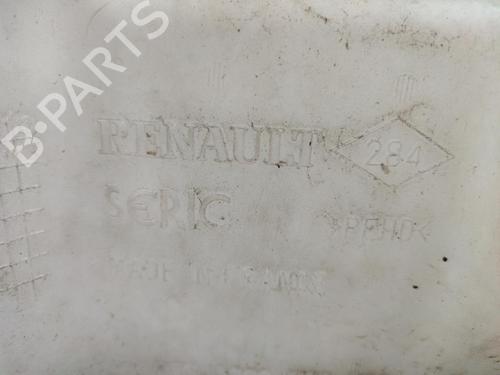 B-PARTS
RENAULT 284
SERIC >PEHD<
MADE IN FRANCE